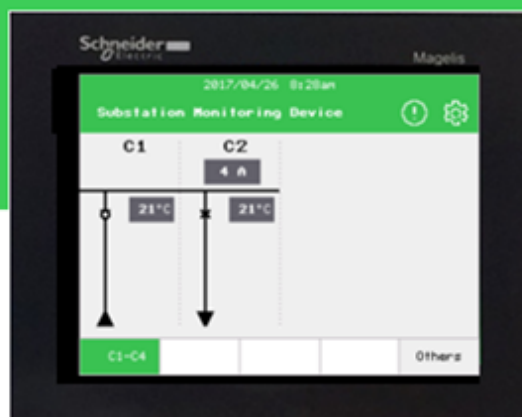 Schneider
Electric
Magelis
2017/04/26 8:28am
Substation Monitoring Device
C1 C2
4 A
21°C 21°C
C1-C4 Others